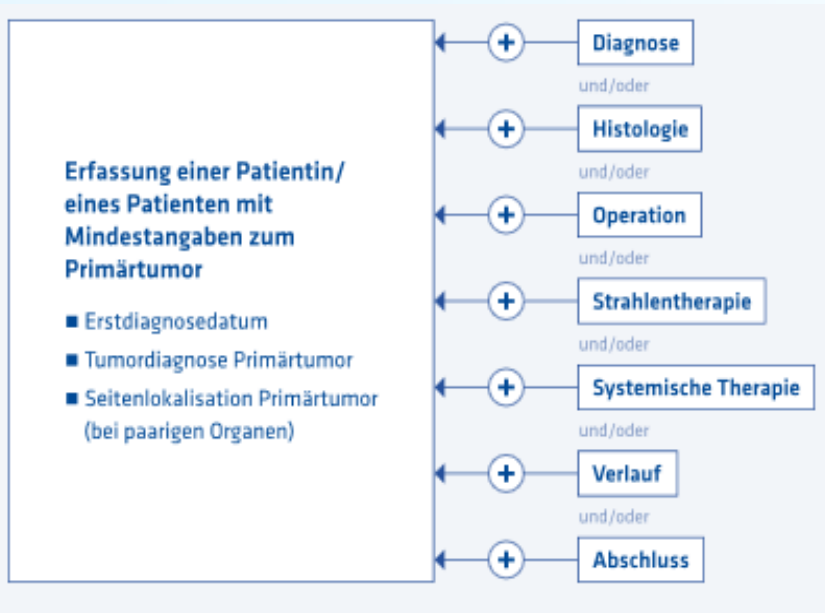 Erfassung einer Patientin/
eines Patienten mit
Mindestangaben zum
Primärtumor
Erstdiagnosedatum
Tumordiagnose Primärtumor
Seitenlokalisation Primärtumor
(bei paarigen Organen)
Diagnose
und/oder
Histologie
und/oder
Operation
und/oder
Strahlentherapie
und/oder
Systemische Therapie
und/oder
Verlauf
und/oder
Abschluss